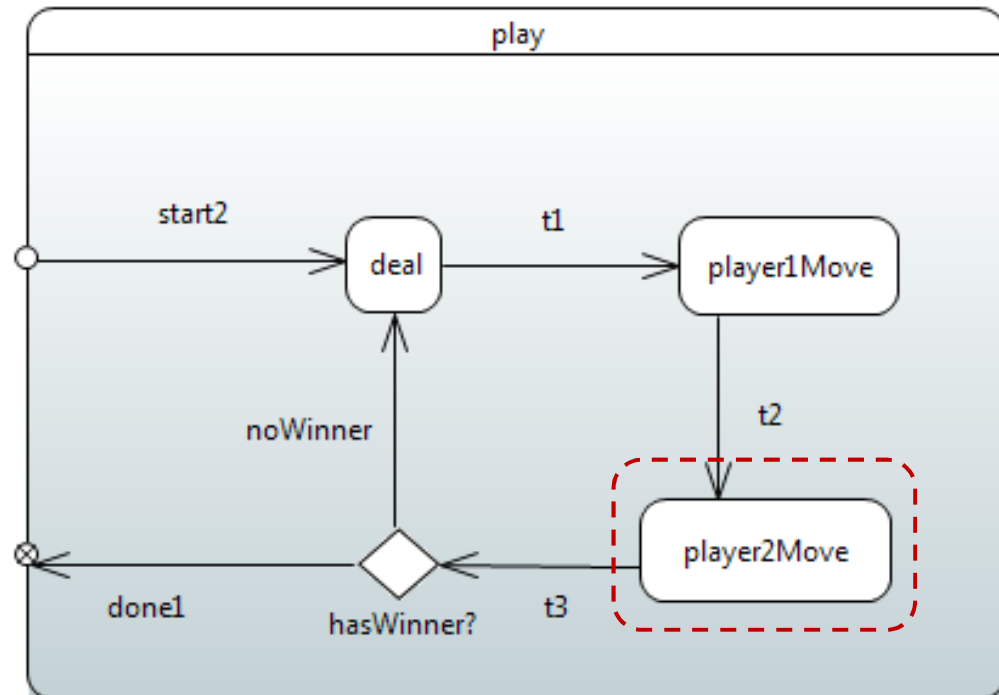 play
start2
t1
deal
player1Move
noWinner
t2
player2Move
done1
hasWinner?
t3